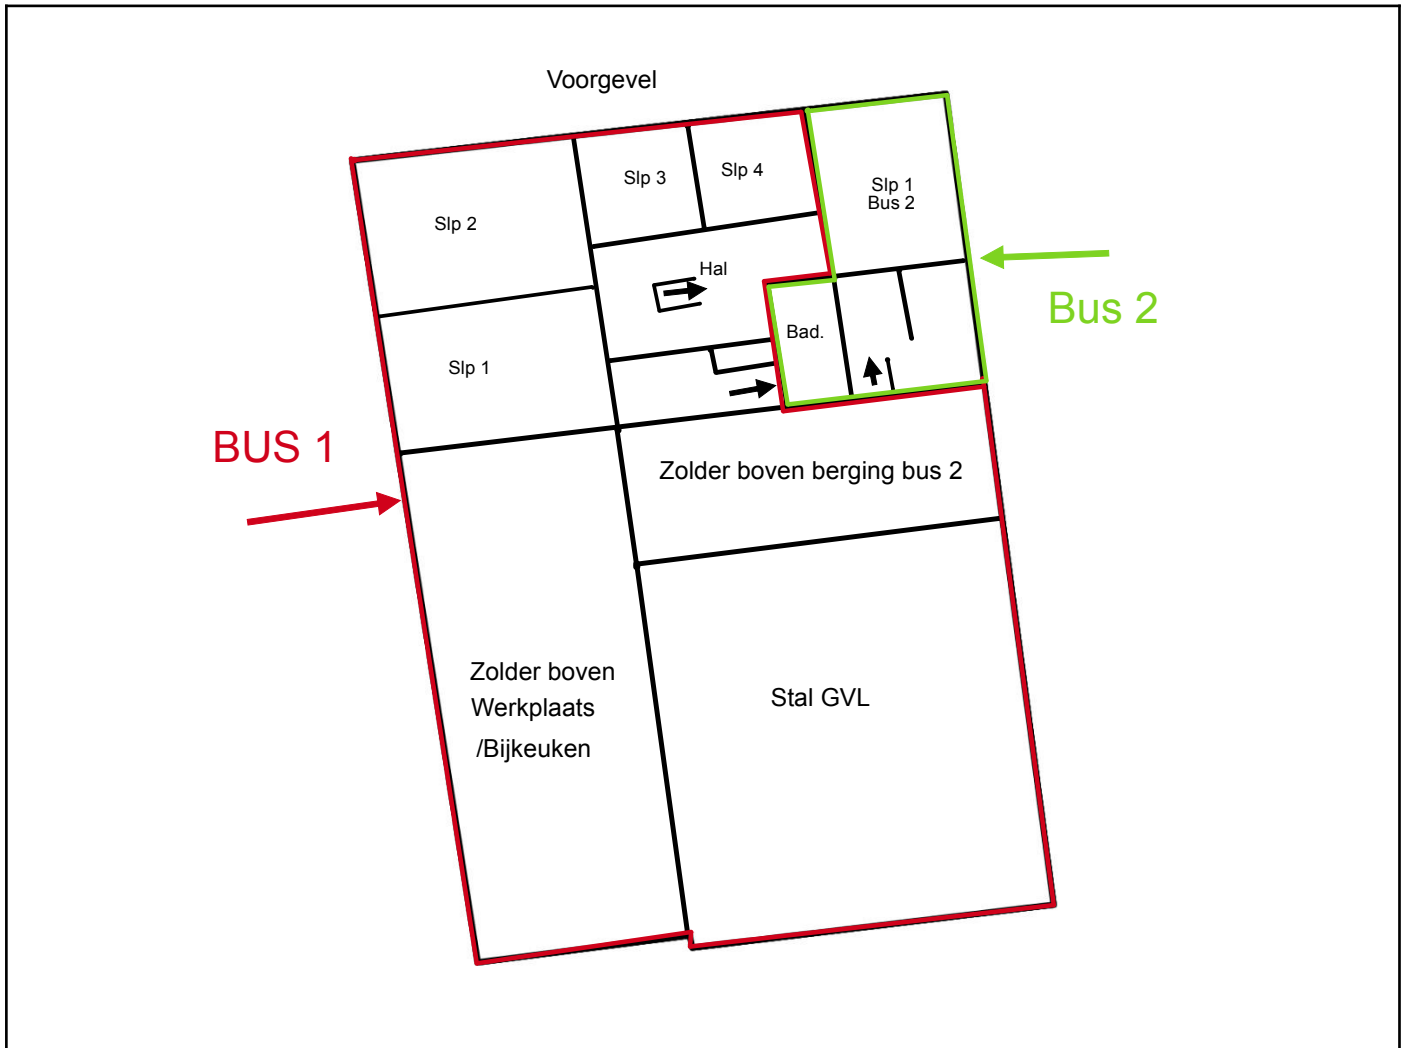 Voorgevel
Slp 3
Slp 4
Slp 1
Bus 2
Slp 2
Hal
Bus 2
Bad.
Slp 1
BUS 1
Zolder boven berging bus 2
Zolder boven
Werkplaats
/Bijkeuken
Stal GVL